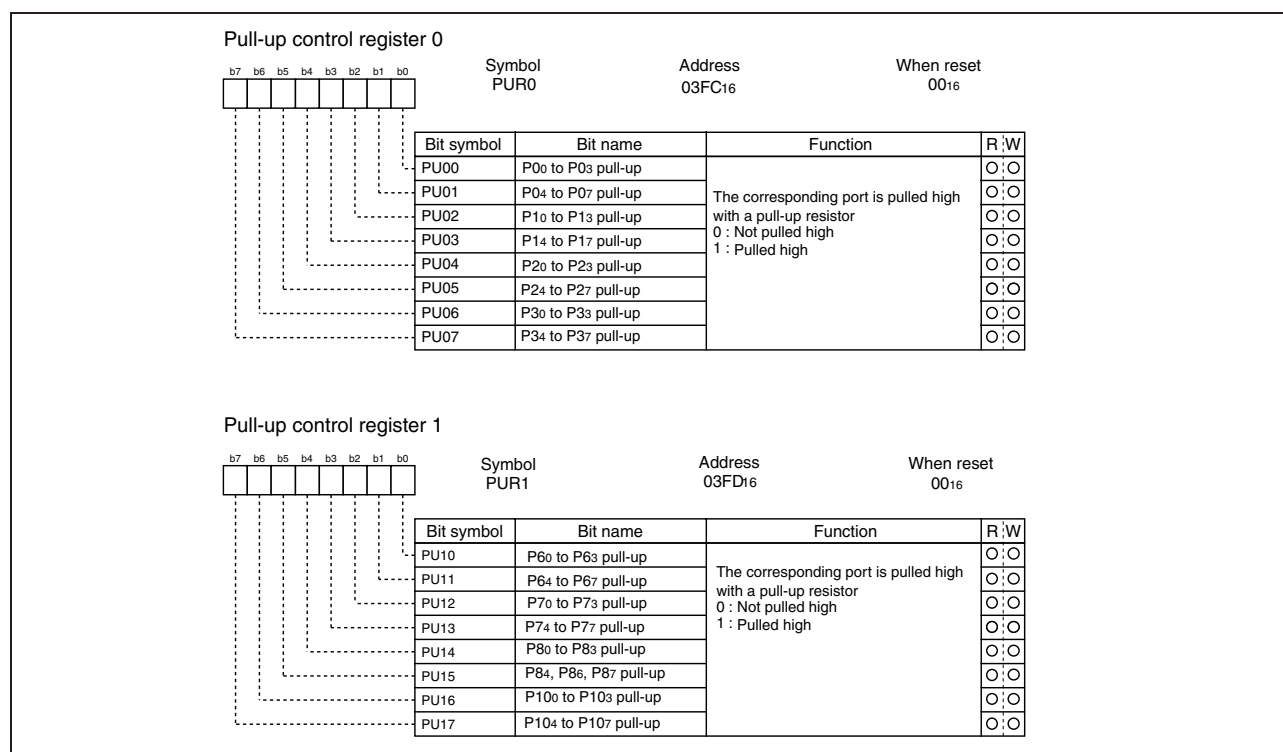 Pull-up control register 0
b7 b6 b5 b4 b3 b2 b1 b0
Symbol Address When reset
PUR0 03FC16 0016
Bit symbol Bit name Function R W
PU00 P00 to P03 pull-up
PU01 P04 to P07 pull-up
PU02 P10 to P13 pull-up
PU03 P14 to P17 pull-up
PU04 P20 to P23 pull-up
PU05 P24 to P27 pull-up
PU06 P30 to P33 pull-up
PU07 P34 to P37 pull-up
The corresponding port is pulled high
with a pull-up resistor
0 : Not pulled high
1 : Pulled high
Pull-up control register 1
b7 b6 b5 b4 b3 b2 b1 b0
Symbol Address When reset
PUR1 03FD16 0016
Bit symbol Bit name Function R W
PU10 P60 to P63 pull-up
PU11 P64 to P67 pull-up
PU12 P70 to P73 pull-up
PU13 P74 to P77 pull-up
PU14 P80 to P83 pull-up
PU15 P84, P86, P87 pull-up
PU16 P100 to P103 pull-up
PU17 P104 to P107 pull-up
The corresponding port is pulled high
with a pull-up resistor
0 : Not pulled high
1 : Pulled high